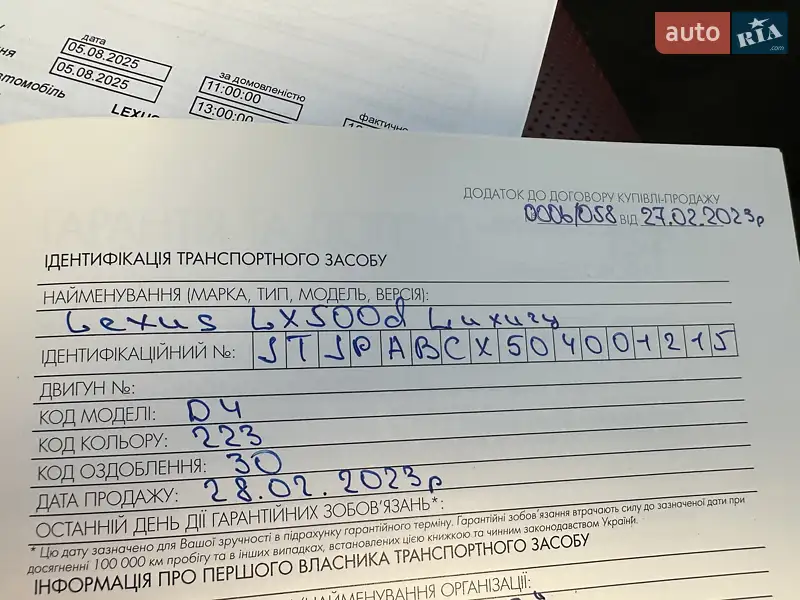 auto RIA .com
дата
05.08.2025
05.08.2025
за домовленістю
11:00:00
13:00:00
фактично
втомобіль
LEXUS
ДОДАТОК ДО ДОГОВОРУ КУПІВЛІ-ПРОДАЖУ
0006/058 ВІД 27.02.2023р
ІДЕНТИФІКАЦІЯ ТРАНСПОРТНОГО ЗАСОБУ
НАЙМЕНУВАННЯ (МАРКА, ТИП, МОДЕЛЬ, ВЕРСІЯ):
Lexus LX500d Luxury
ІДЕНТИФІКАЦІЙНИЙ №: JTJPABCX504001215
ДВИГУН №:
КОД МОДЕЛІ: D4
КОД КОЛЬОРУ: 223
КОД ОЗДОБЛЕННЯ: 30
ДАТА ПРОДАЖУ: 28.02.2023р
ОСТАННІЙ ДЕНЬ ДІЇ ГАРАНТІЙНИХ ЗОБОВ'ЯЗАНЬ*:
* Цю дату зазначено для Вашої зручності в підрахунку гарантійного терміну. Гарантійні зобов'язання втрачають силу до зазначеної дати при
досягненні 100 000 км пробігу та в інших випадках, встановлених цією книжкою та чинним законодавством України.
ІНФОРМАЦІЯ ПРО ПЕРШОГО ВЛАСНИКА ТРАНСПОРТНОГО ЗАСОБУ
/НАЙМЕНУВАННЯ ОРГАНІЗАЦІЇ: